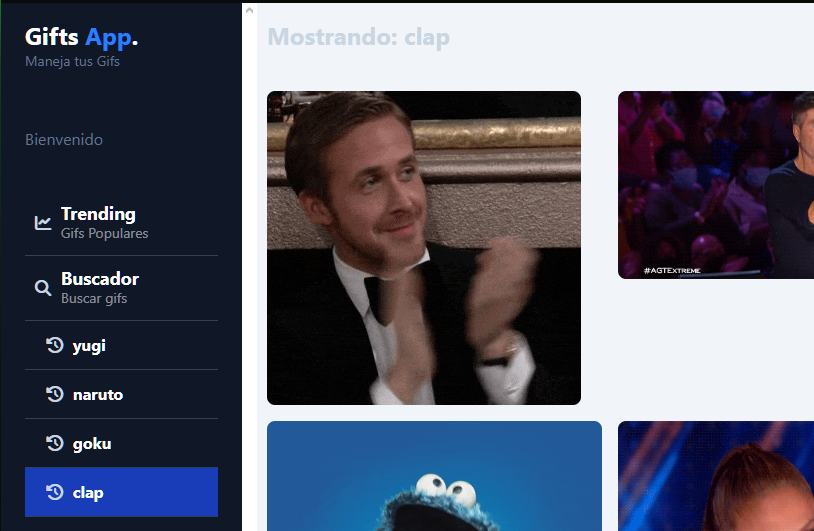 Gifts App.
Maneja tus Gifs
Bienvenido
Trending
Gifs Populares
Buscador
Buscar gifs
yugi
naruto
goku
clap
Mostrando: clap
#AGTExtreme